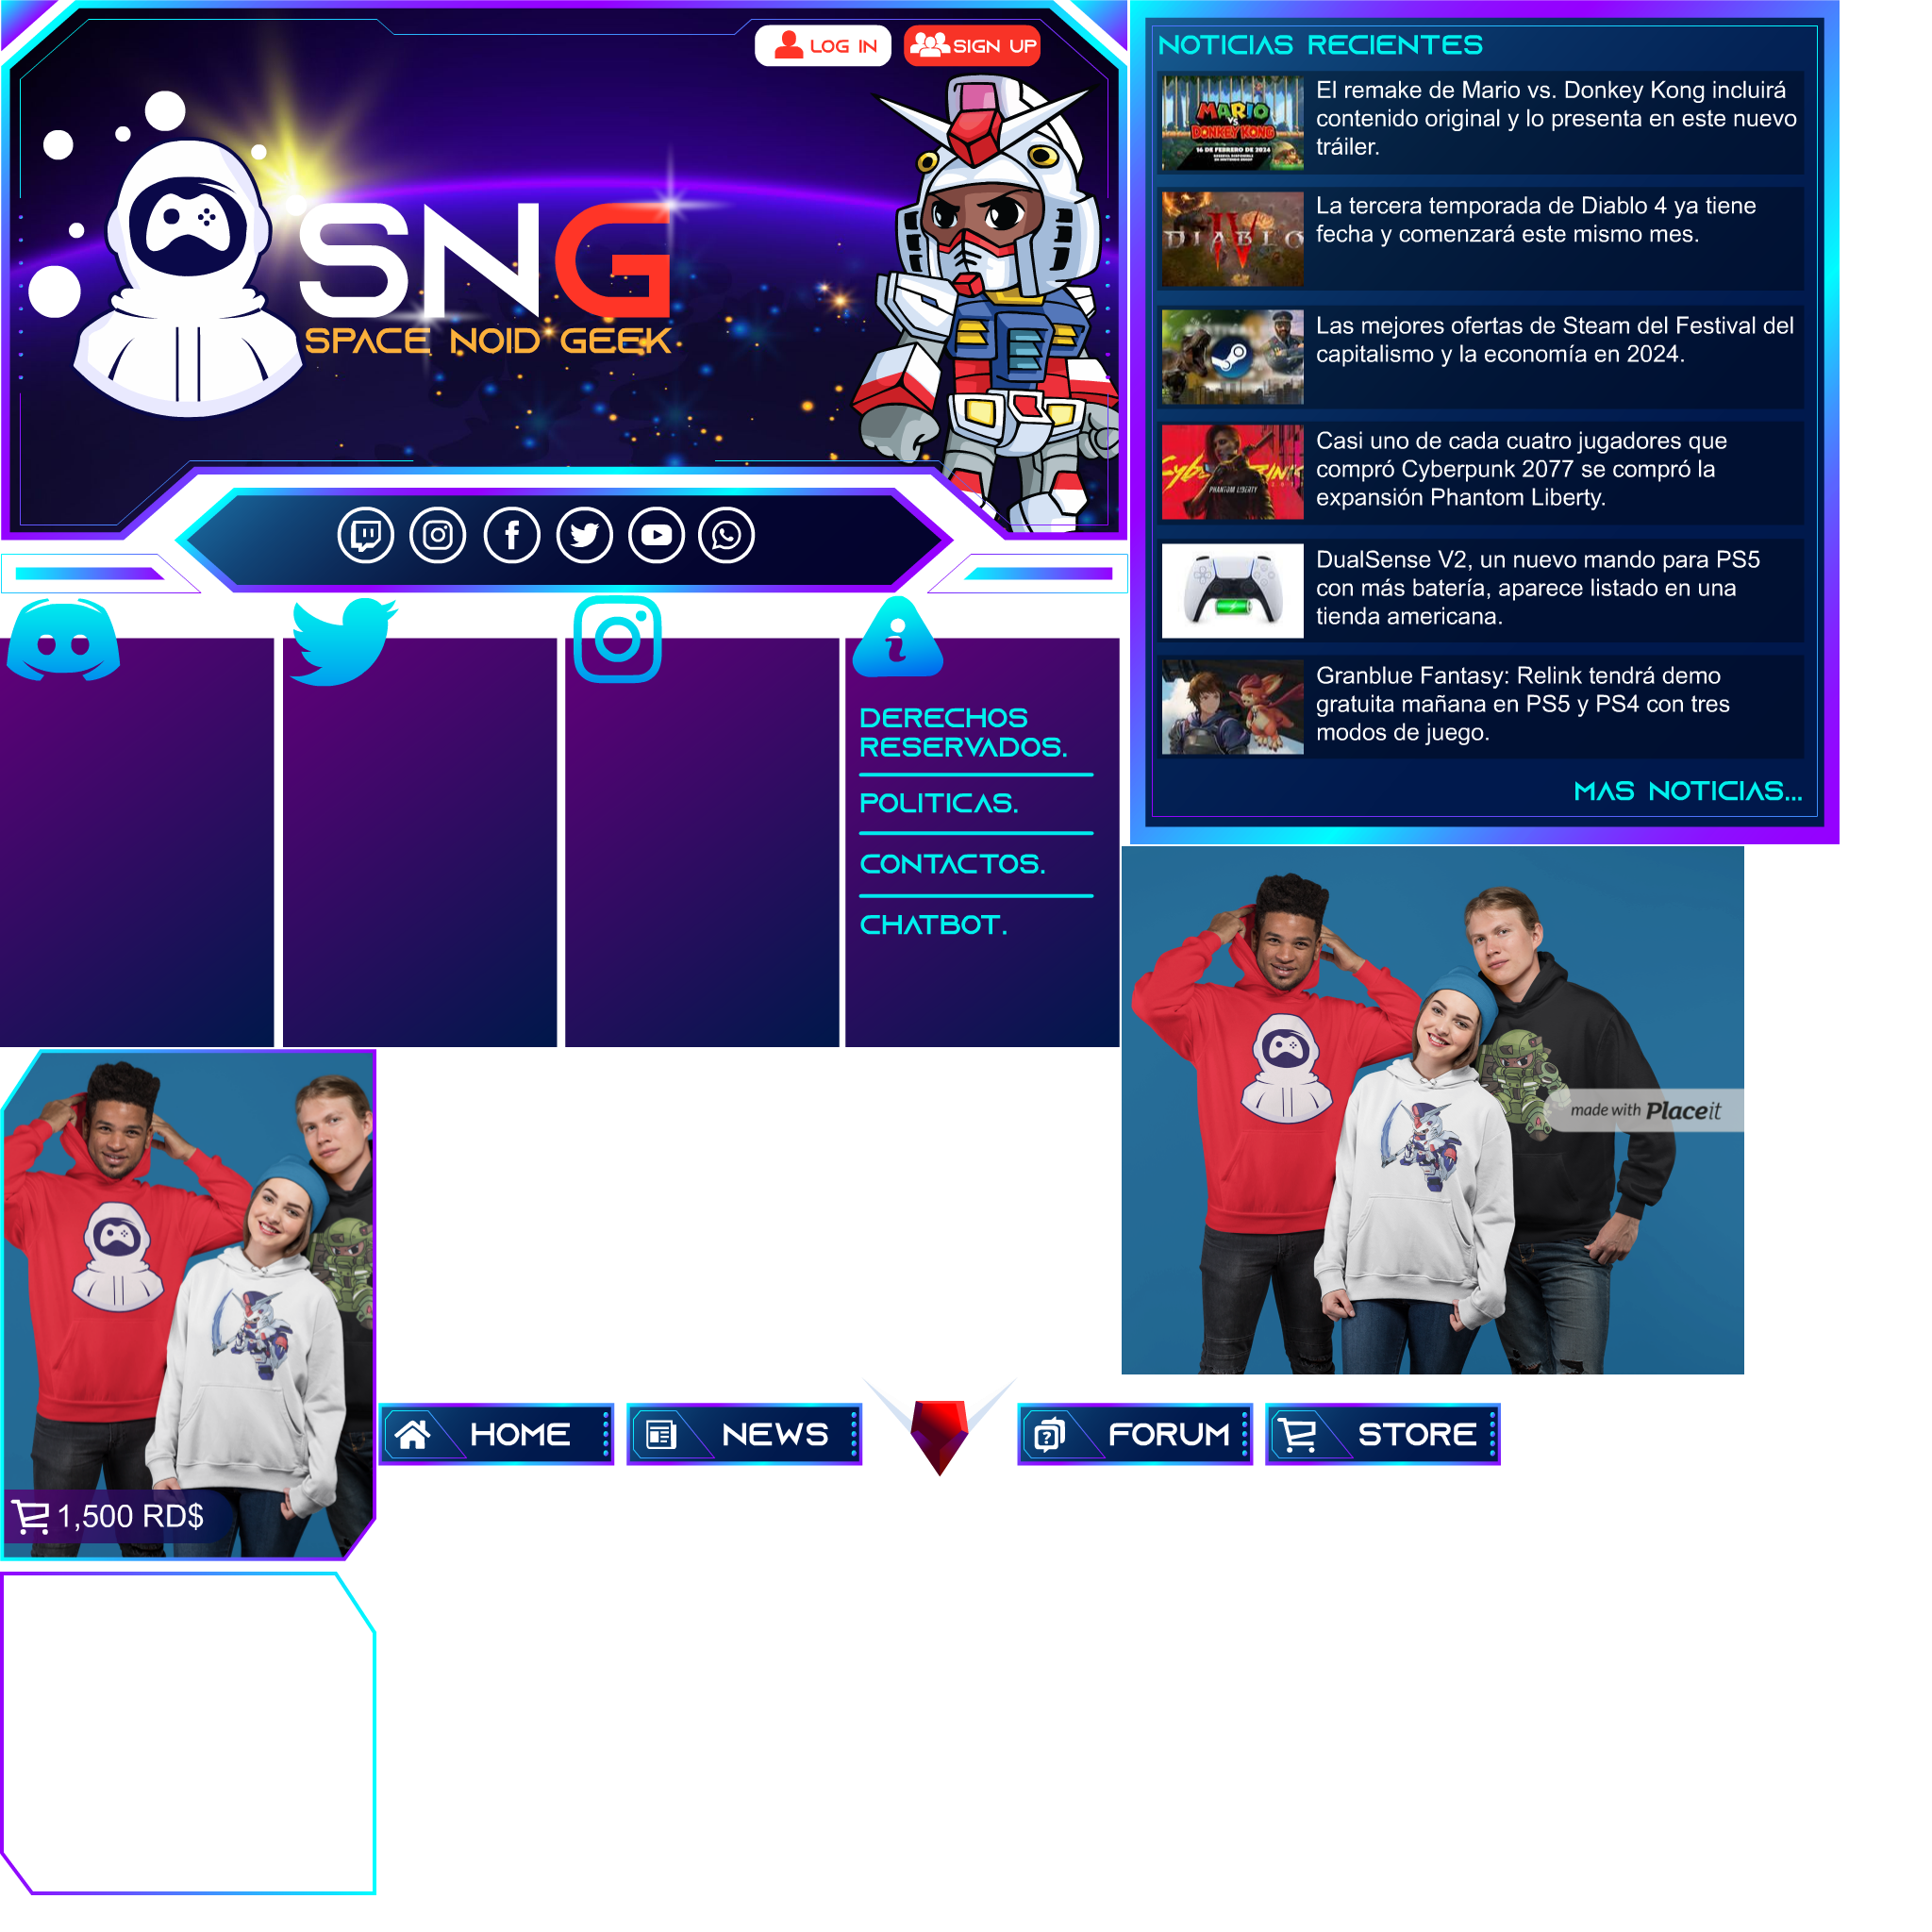 LOG IN
SIGN UP
SNG
SPACE NOID GEEK
NOTICIAS RECIENTES
MARIO
VS
DONKEY KONG
16 DE FEBRERO DE 2024
El remake de Mario vs. Donkey Kong incluirá
contenido original y lo presenta en este nuevo
tráiler.
IV
DIABLO
La tercera temporada de Diablo 4 ya tiene
fecha y comenzará este mismo mes.
Las mejores ofertas de Steam del Festival del
capitalismo y la economía en 2024.
PHANTOM LIBERTY
Casi uno de cada cuatro jugadores que
compró Cyberpunk 2077 se compró la
expansión Phantom Liberty.
DualSense V2, un nuevo mando para PS5
con más batería, aparece listado en una
tienda americana.
Granblue Fantasy: Relink tendrá demo
gratuita mañana en PS5 y PS4 con tres
modos de juego.
MAS NOTICIAS...
DERECHOS
RESERVADOS.
POLITICAS.
CONTACTOS.
CHATBOT.
made with Placeit
HOME
NEWS
FORUM
STORE
1,500 RD$